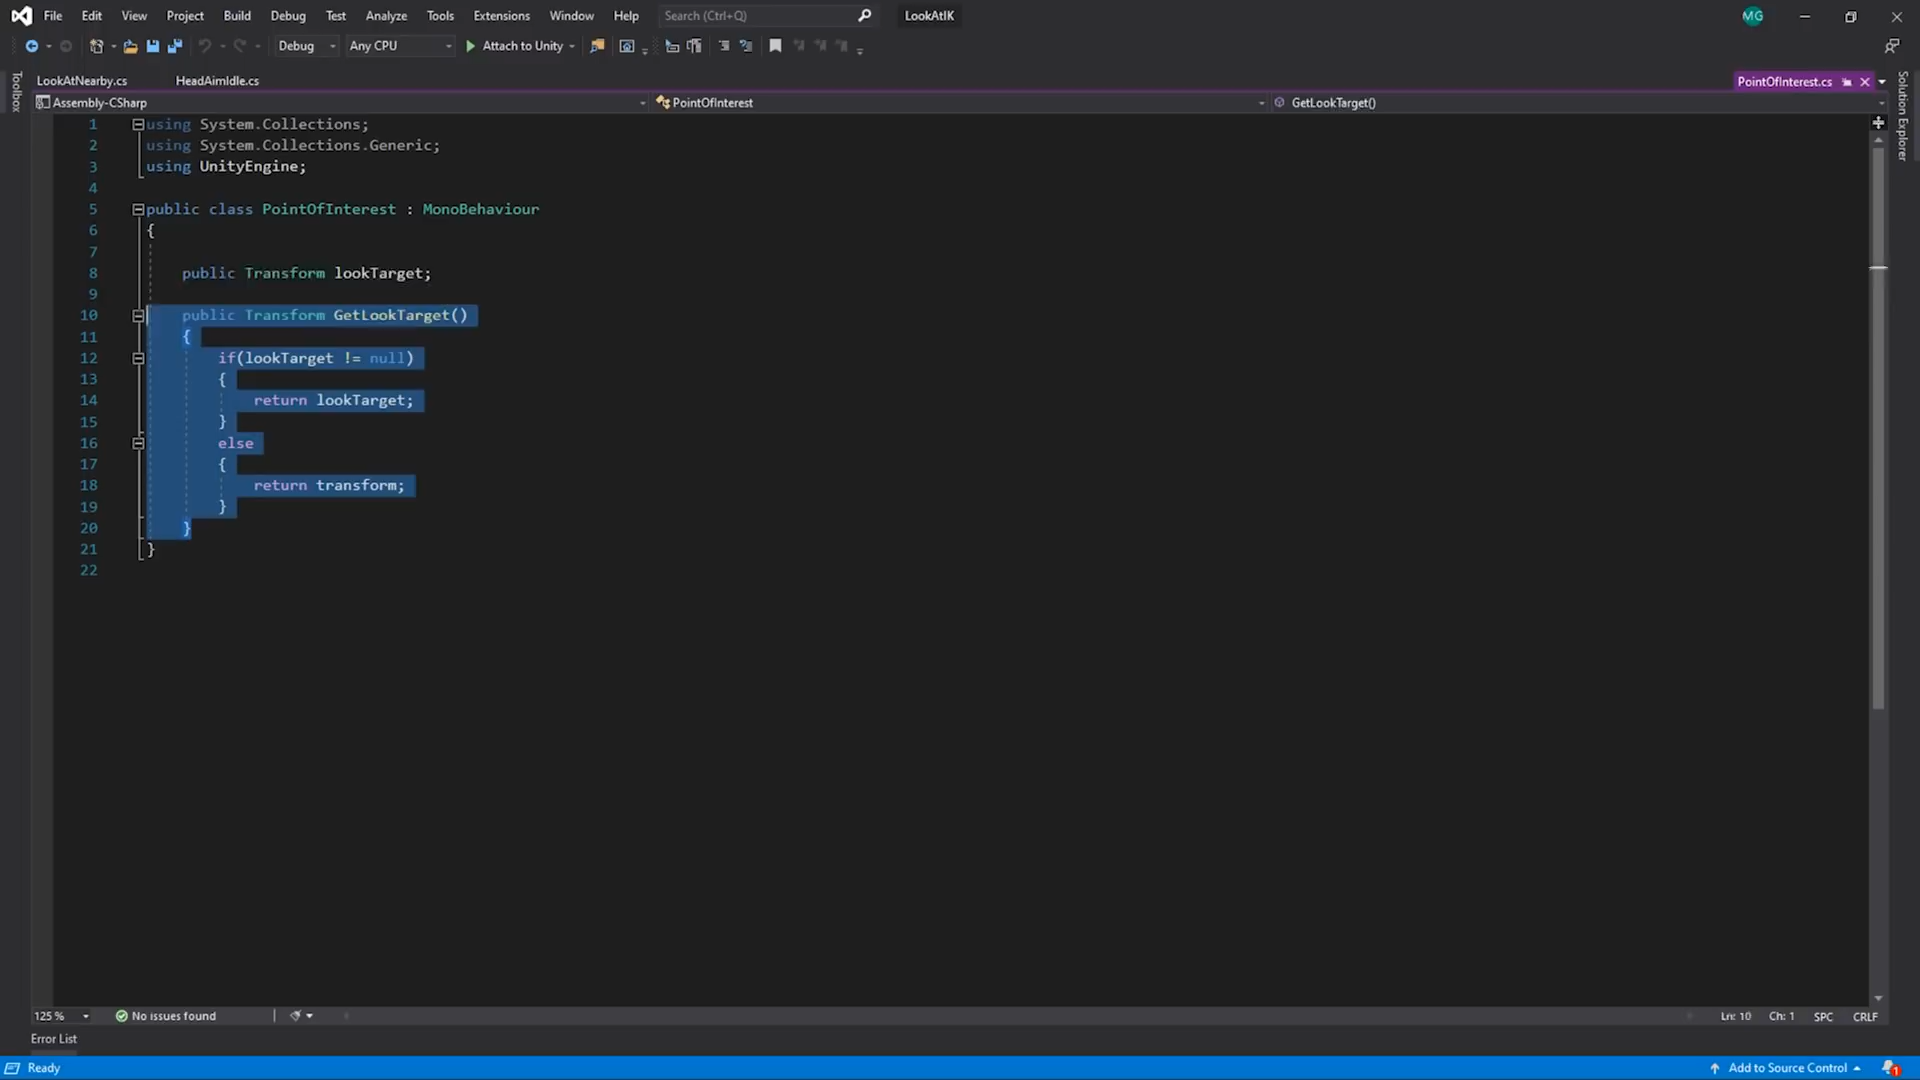 File Edit View Project Build Debug Test Analyze Tools Extensions Window Help Search (Ctrl+Q) LookAtIK MG
Debug Any CPU Attach to Unity
Toolbox
LookAtNearby.cs HeadAimIdle.cs PointOfInterest.cs
Solution Explorer
Assembly-CSharp PointOfInterest GetLookTarget()
1 using System.Collections;
2 using System.Collections.Generic;
3 using UnityEngine;
4
5 public class PointOfInterest : MonoBehaviour
6 {
7
8 public Transform lookTarget;
9
10 public Transform GetLookTarget()
11 {
12 if(lookTarget != null)
13 {
14 return lookTarget;
15 }
16 else
17 {
18 return transform;
19 }
20 }
21 }
22
125 % No issues found Ln: 10 Ch: 1 SPC CRLF
Error List
Ready Add to Source Control 1